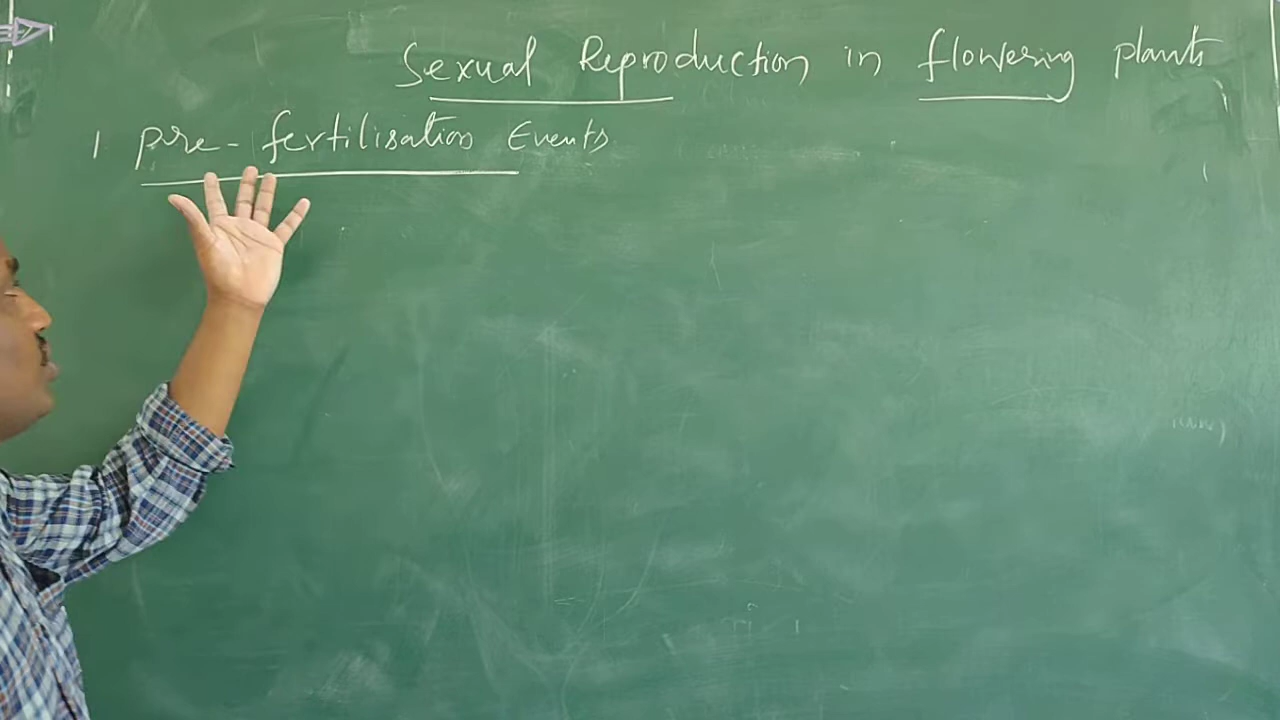 Sexual Reproduction in flowering plants
1 pre-fertilisation Events